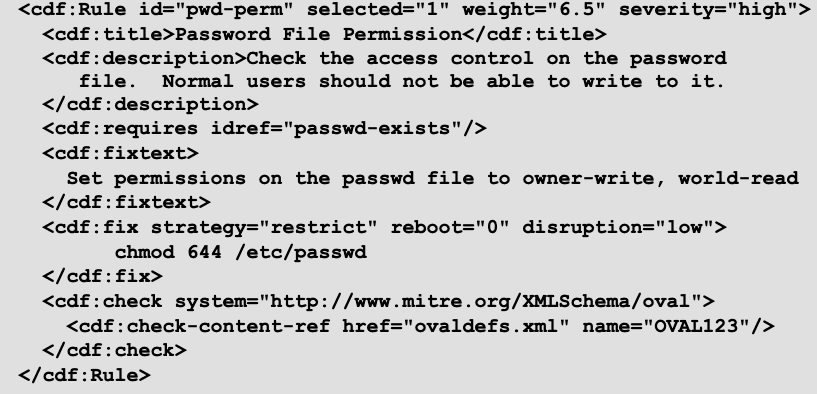 <cdf:Rule id="pwd-perm" selected="1" weight="6.5" severity="high">
<cdf:title>Password File Permission</cdf:title>
<cdf:description>Check the access control on the password
file.  Normal users should not be able to write to it.
</cdf:description>
<cdf:requires idref="passwd-exists"/>
<cdf:fixtext>
Set permissions on the passwd file to owner-write, world-read
</cdf:fixtext>
<cdf:fix strategy="restrict" reboot="0" disruption="low">
chmod 644 /etc/passwd
</cdf:fix>
<cdf:check system="http://www.mitre.org/XMLSchema/oval">
<cdf:check-content-ref href="ovaldefs.xml" name="OVAL123"/>
</cdf:check>
</cdf:Rule>